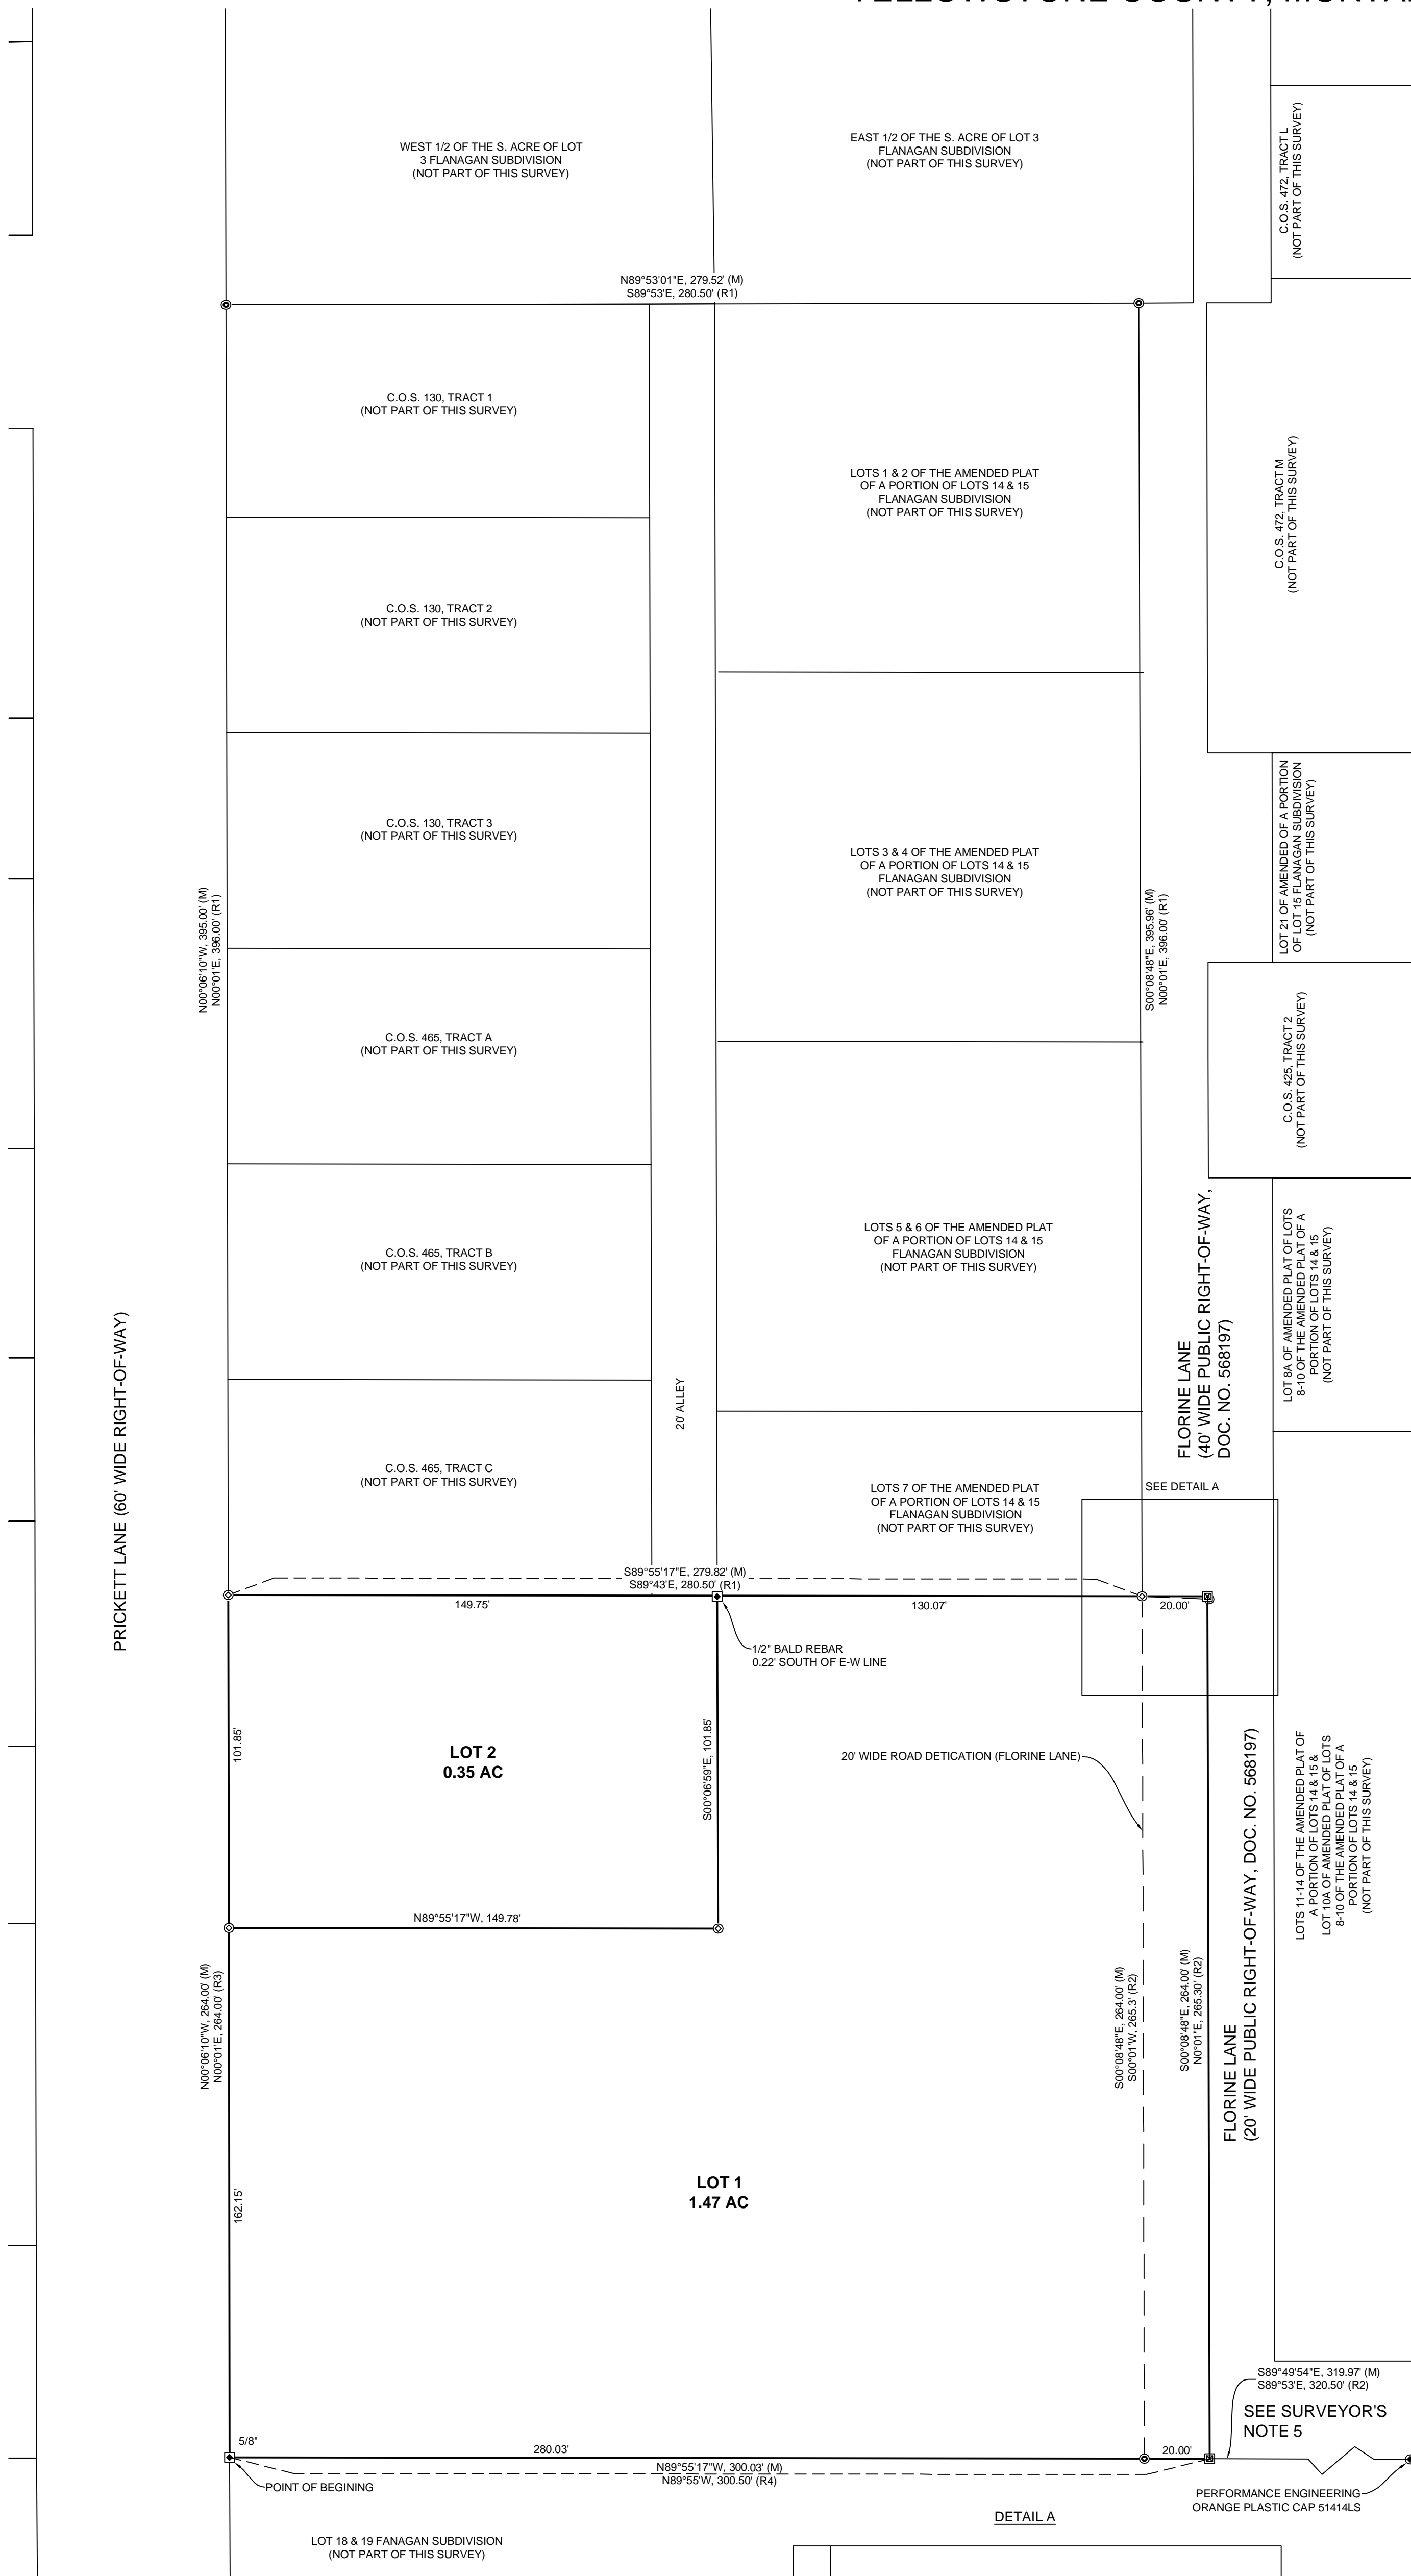 WEST 1/2 OF THE S. ACRE OF LOT
3 FLANAGAN SUBDIVISION
(NOT PART OF THIS SURVEY)
EAST 1/2 OF THE S. ACRE OF LOT 3
FLANAGAN SUBDIVISION
(NOT PART OF THIS SURVEY)
C.O.S. 472, TRACT L
(NOT PART OF THIS SURVEY)
N89°53'01"E, 279.52' (M)
S89°53'E, 280.50' (R1)
C.O.S. 130, TRACT 1
(NOT PART OF THIS SURVEY)
LOTS 1 & 2 OF THE AMENDED PLAT
OF A PORTION OF LOTS 14 & 15
FLANAGAN SUBDIVISION
(NOT PART OF THIS SURVEY)
C.O.S. 472, TRACT M
(NOT PART OF THIS SURVEY)
C.O.S. 130, TRACT 2
(NOT PART OF THIS SURVEY)
C.O.S. 130, TRACT 3
(NOT PART OF THIS SURVEY)
LOTS 3 & 4 OF THE AMENDED PLAT
OF A PORTION OF LOTS 14 & 15
FLANAGAN SUBDIVISION
(NOT PART OF THIS SURVEY)
LOT 21 OF AMENDED OF A PORTION
OF LOT 15 FLANAGAN SUBDIVISION
(NOT PART OF THIS SURVEY)
N00°06'10"W, 395.00' (M)
N00°01'E, 396.00' (R1)
S00°08'48"E, 395.96' (M)
N00°01'E, 396.00' (R1)
C.O.S. 465, TRACT A
(NOT PART OF THIS SURVEY)
C.O.S. 425, TRACT 2
(NOT PART OF THIS SURVEY)
C.O.S. 465, TRACT B
(NOT PART OF THIS SURVEY)
LOTS 5 & 6 OF THE AMENDED PLAT
OF A PORTION OF LOTS 14 & 15
FLANAGAN SUBDIVISION
(NOT PART OF THIS SURVEY)
FLORINE LANE
(40' WIDE PUBLIC RIGHT-OF-WAY,
DOC. NO. 568197)
LOT 8A OF AMENDED PLAT OF LOTS
8-10 OF THE AMENDED PLAT OF A
PORTION OF LOTS 14 & 15
(NOT PART OF THIS SURVEY)
PRICKETT LANE (60' WIDE RIGHT-OF-WAY)
20' ALLEY
C.O.S. 465, TRACT C
(NOT PART OF THIS SURVEY)
LOTS 7 OF THE AMENDED PLAT
OF A PORTION OF LOTS 14 & 15
FLANAGAN SUBDIVISION
(NOT PART OF THIS SURVEY)
SEE DETAIL A
S89°55'17"E, 279.82' (M)
S89°43'E, 280.50' (R1)
149.75'
130.07'
20.00'
1/2" BALD REBAR
0.22' SOUTH OF E-W LINE
101.85'
LOT 2
0.35 AC
S00°06'59"E, 101.85'
20' WIDE ROAD DETICATION (FLORINE LANE)
LOTS 11-14 OF THE AMENDED PLAT OF
A PORTION OF LOTS 14 & 15 &
LOT 10A OF AMENDED PLAT OF LOTS
8-10 OF THE AMENDED PLAT OF A
PORTION OF LOTS 14 & 15
(NOT PART OF THIS SURVEY)
N89°55'17"W, 149.78'
N00°06'10"W, 264.00' (M)
N00°01'E, 264.00' (R3)
S00°08'48"E, 264.00' (M)
S00°01'W, 265.3' (R2)
S00°08'48"E, 264.00' (M)
N0°01"E, 265.30' (R2)
FLORINE LANE
(20' WIDE PUBLIC RIGHT-OF-WAY, DOC. NO. 568197)
162.15'
LOT 1
1.47 AC
S89°49'54"E, 319.97' (M)
S89°53'E, 320.50' (R2)
SEE SURVEYOR'S
NOTE 5
5/8"
280.03'
20.00'
N89°55'17"W, 300.03' (M)
N89°55'W, 300.50' (R4)
POINT OF BEGINING
PERFORMANCE ENGINEERING
ORANGE PLASTIC CAP 51414LS
DETAIL A
LOT 18 & 19 FANAGAN SUBDIVISION
(NOT PART OF THIS SURVEY)